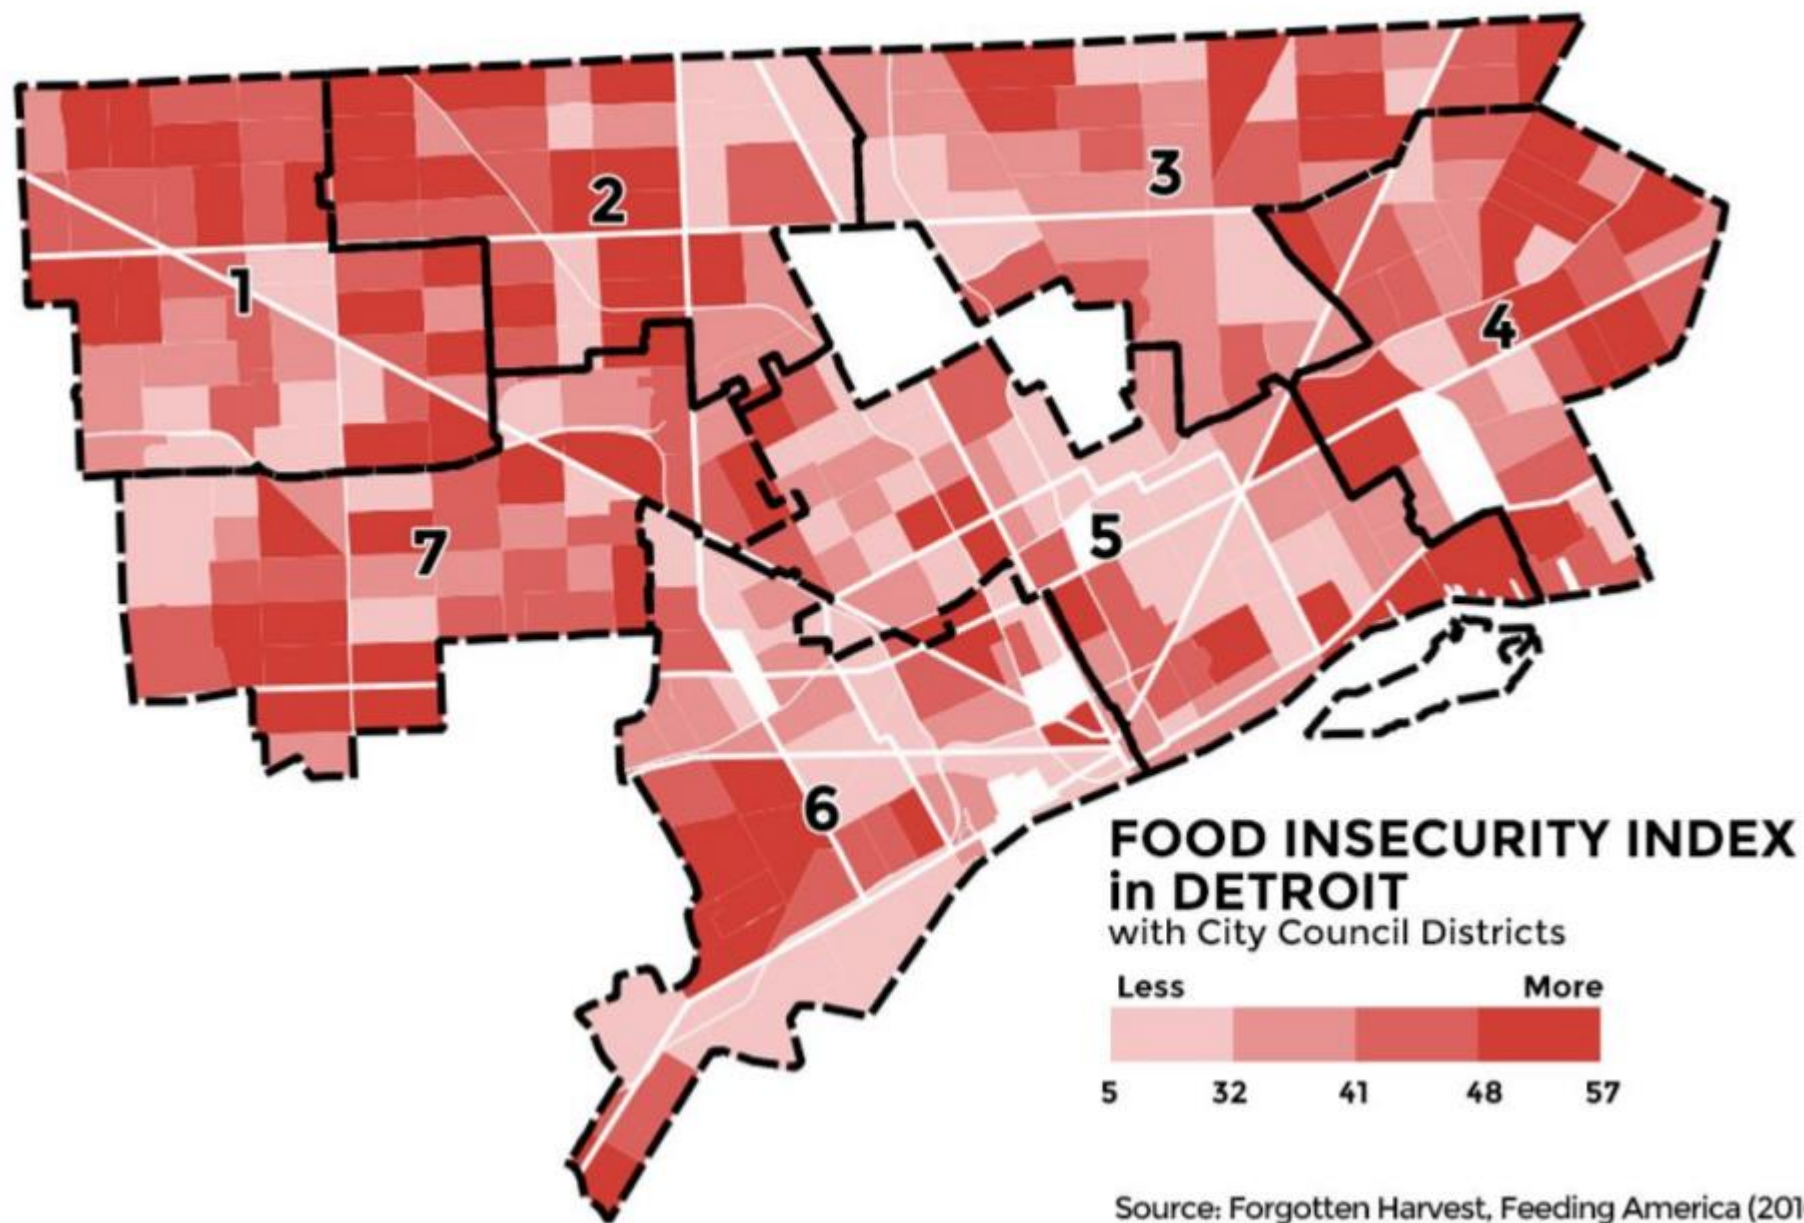 2
3
1
4
5
7
6
FOOD INSECURITY INDEX
in DETROIT
with City Council Districts
Less More
5 32 41 48 57
Source: Forgotten Harvest, Feeding America (201